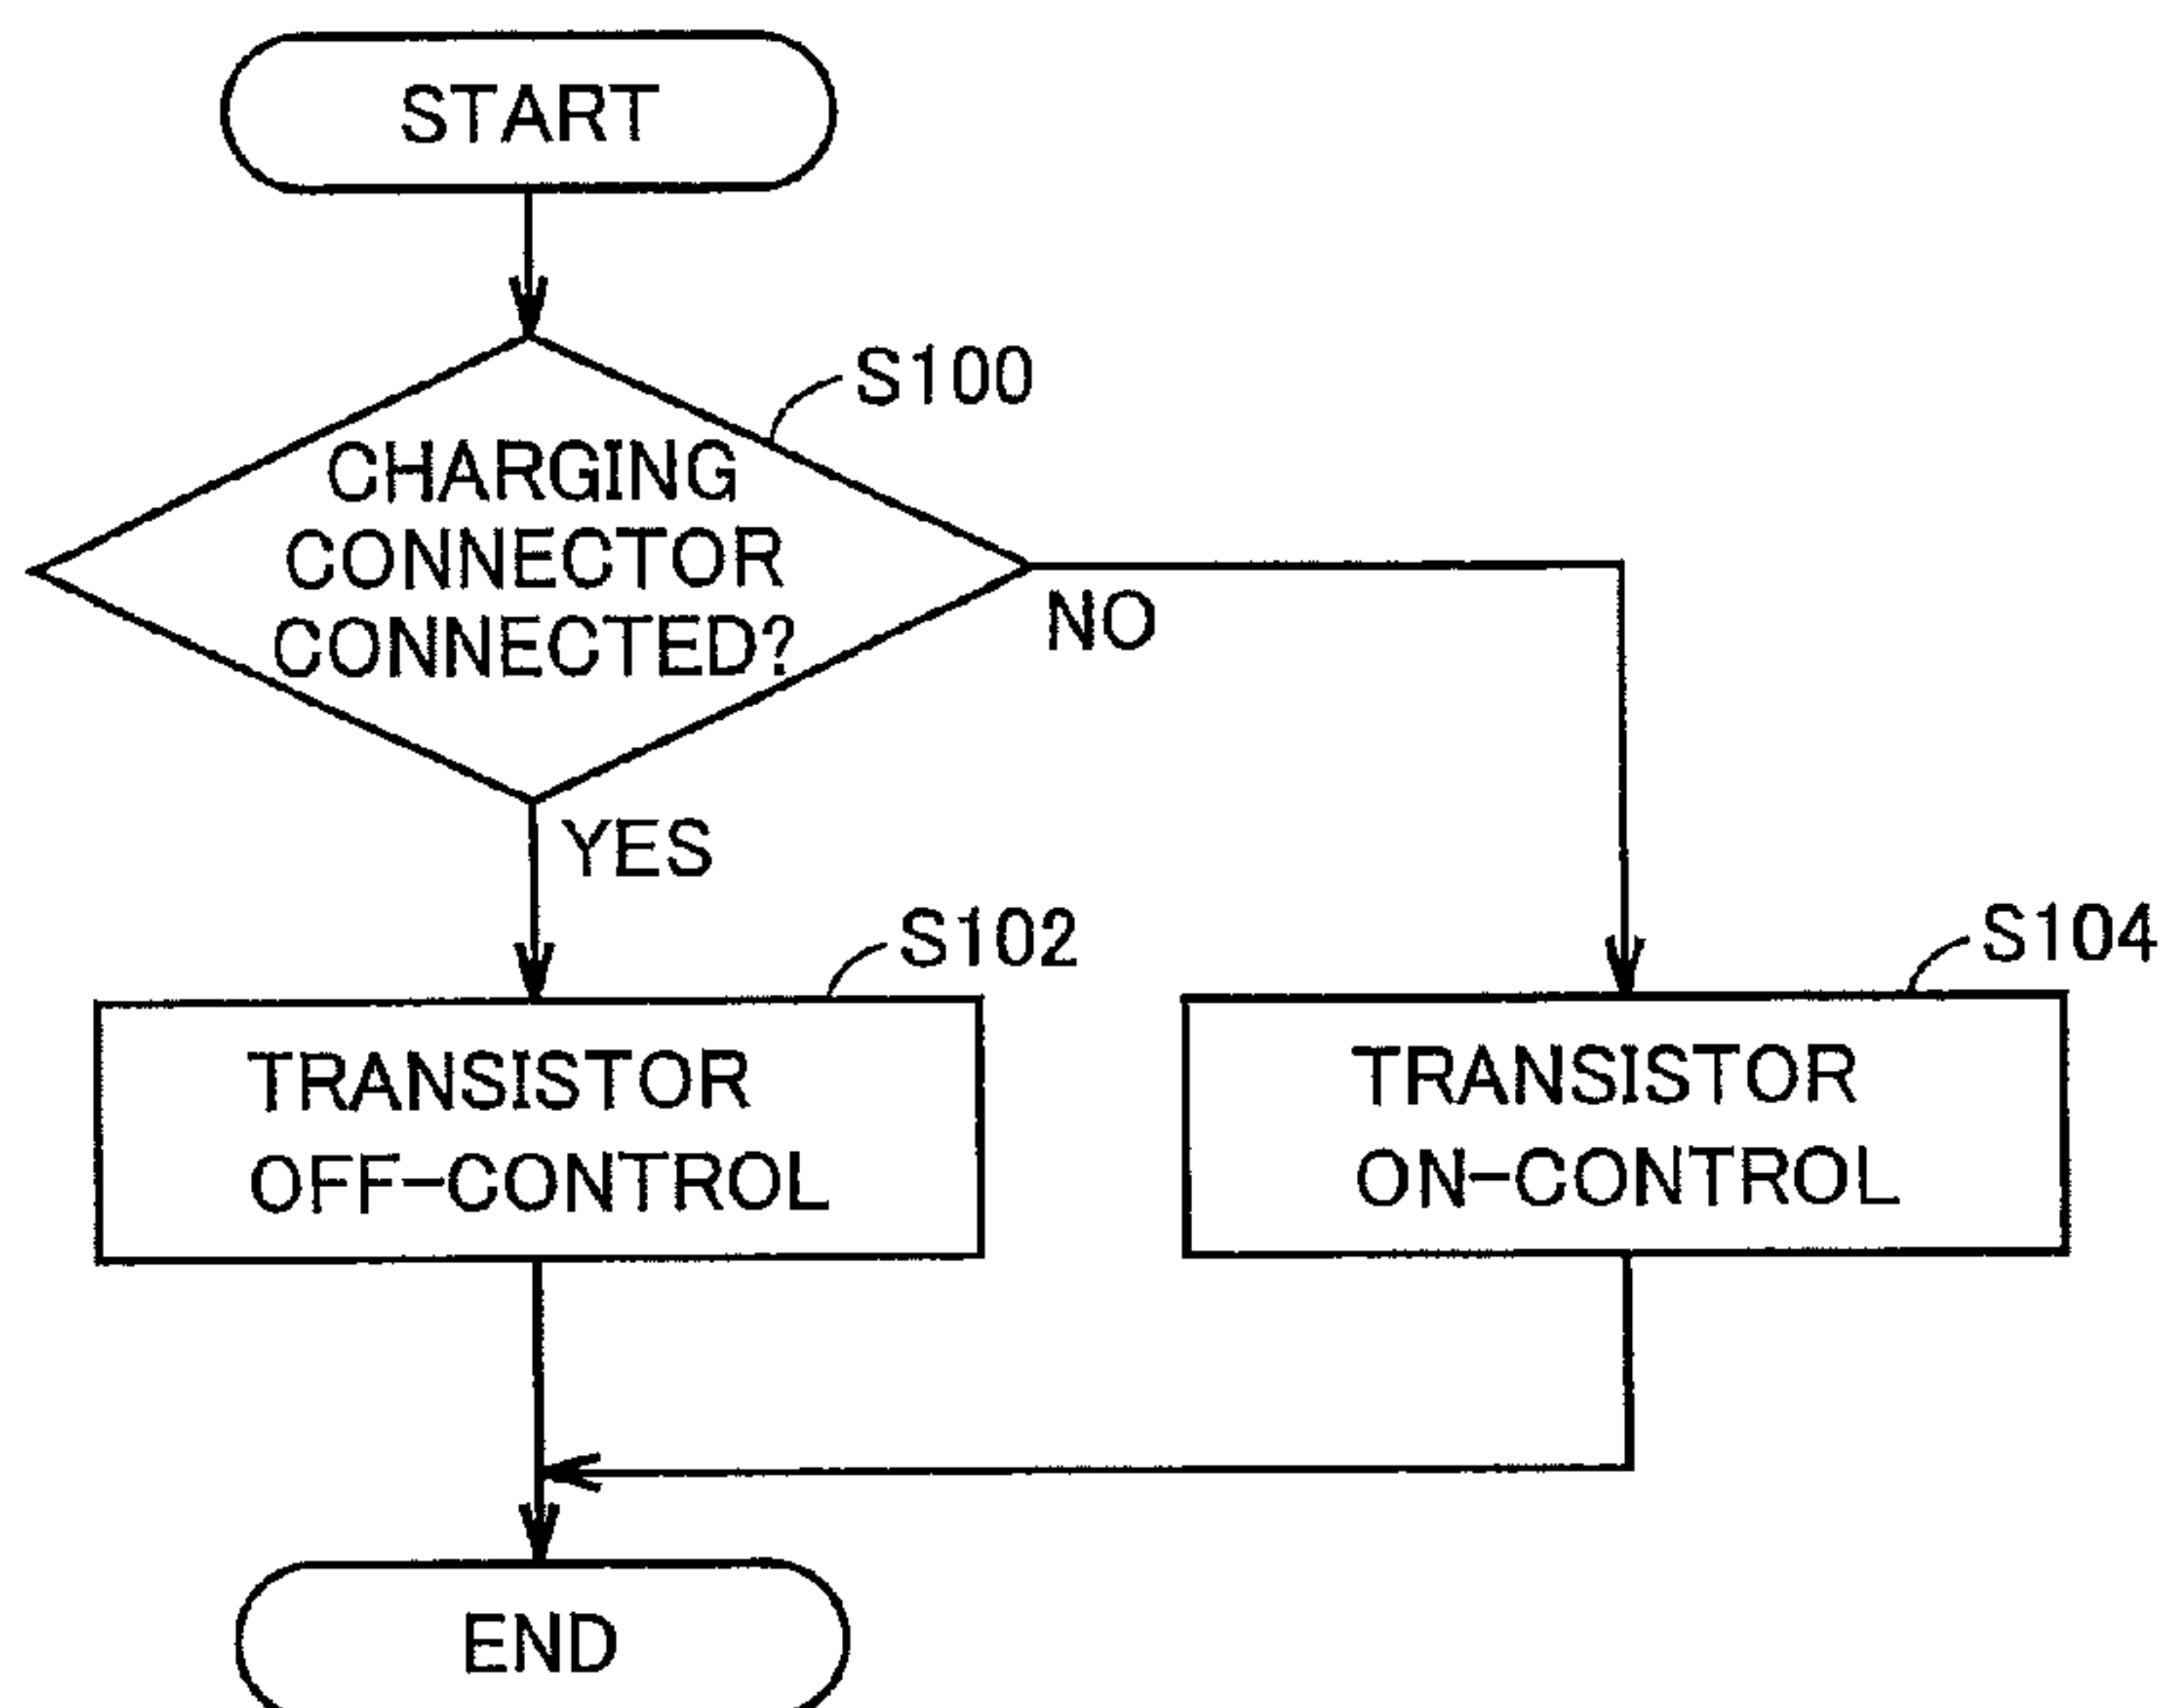 START
S100
CHARGING
CONNECTOR
CONNECTED?
NO
YES
S102
TRANSISTOR
OFF-CONTROL
S104
TRANSISTOR
ON-CONTROL
END